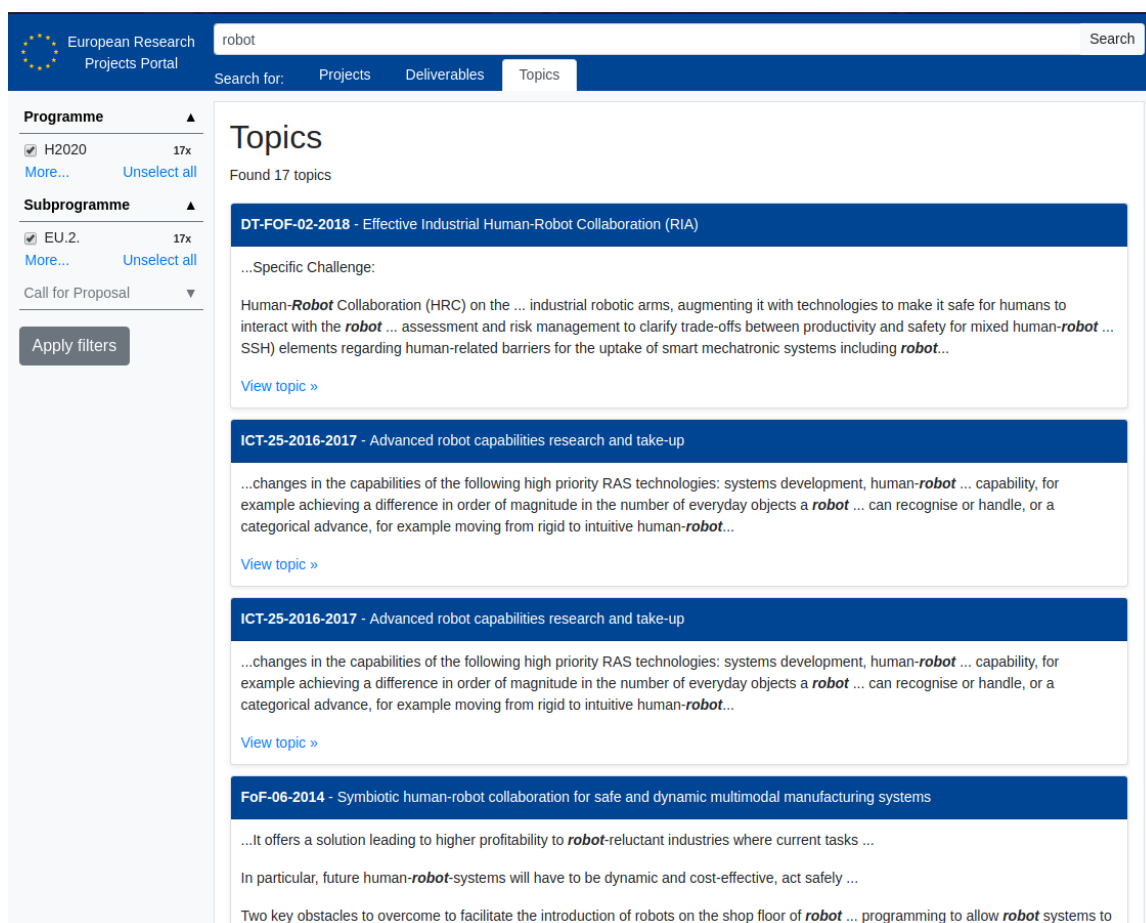 European Research
Projects Portal
robot
Search
Search for:
Projects
Deliverables
Topics
Programme ▲
H2020 17x
More... Unselect all
Subprogramme ▲
EU.2. 17x
More... Unselect all
Call for Proposal ▼
Apply filters
Topics
Found 17 topics
DT-FOF-02-2018 - Effective Industrial Human-Robot Collaboration (RIA)
...Specific Challenge:
Human-Robot Collaboration (HRC) on the ... industrial robotic arms, augmenting it with technologies to make it safe for humans to
interact with the robot ... assessment and risk management to clarify trade-offs between productivity and safety for mixed human-robot ...
SSH) elements regarding human-related barriers for the uptake of smart mechatronic systems including robot...
View topic »
ICT-25-2016-2017 - Advanced robot capabilities research and take-up
...changes in the capabilities of the following high priority RAS technologies: systems development, human-robot ... capability, for
example achieving a difference in order of magnitude in the number of everyday objects a robot ... can recognise or handle, or a
categorical advance, for example moving from rigid to intuitive human-robot...
View topic »
ICT-25-2016-2017 - Advanced robot capabilities research and take-up
...changes in the capabilities of the following high priority RAS technologies: systems development, human-robot ... capability, for
example achieving a difference in order of magnitude in the number of everyday objects a robot ... can recognise or handle, or a
categorical advance, for example moving from rigid to intuitive human-robot...
View topic »
FoF-06-2014 - Symbiotic human-robot collaboration for safe and dynamic multimodal manufacturing systems
...It offers a solution leading to higher profitability to robot-reluctant industries where current tasks ...
In particular, future human-robot-systems will have to be dynamic and cost-effective, act safely ...
Two key obstacles to overcome to facilitate the introduction of robots on the shop floor of robot ... programming to allow robot systems to